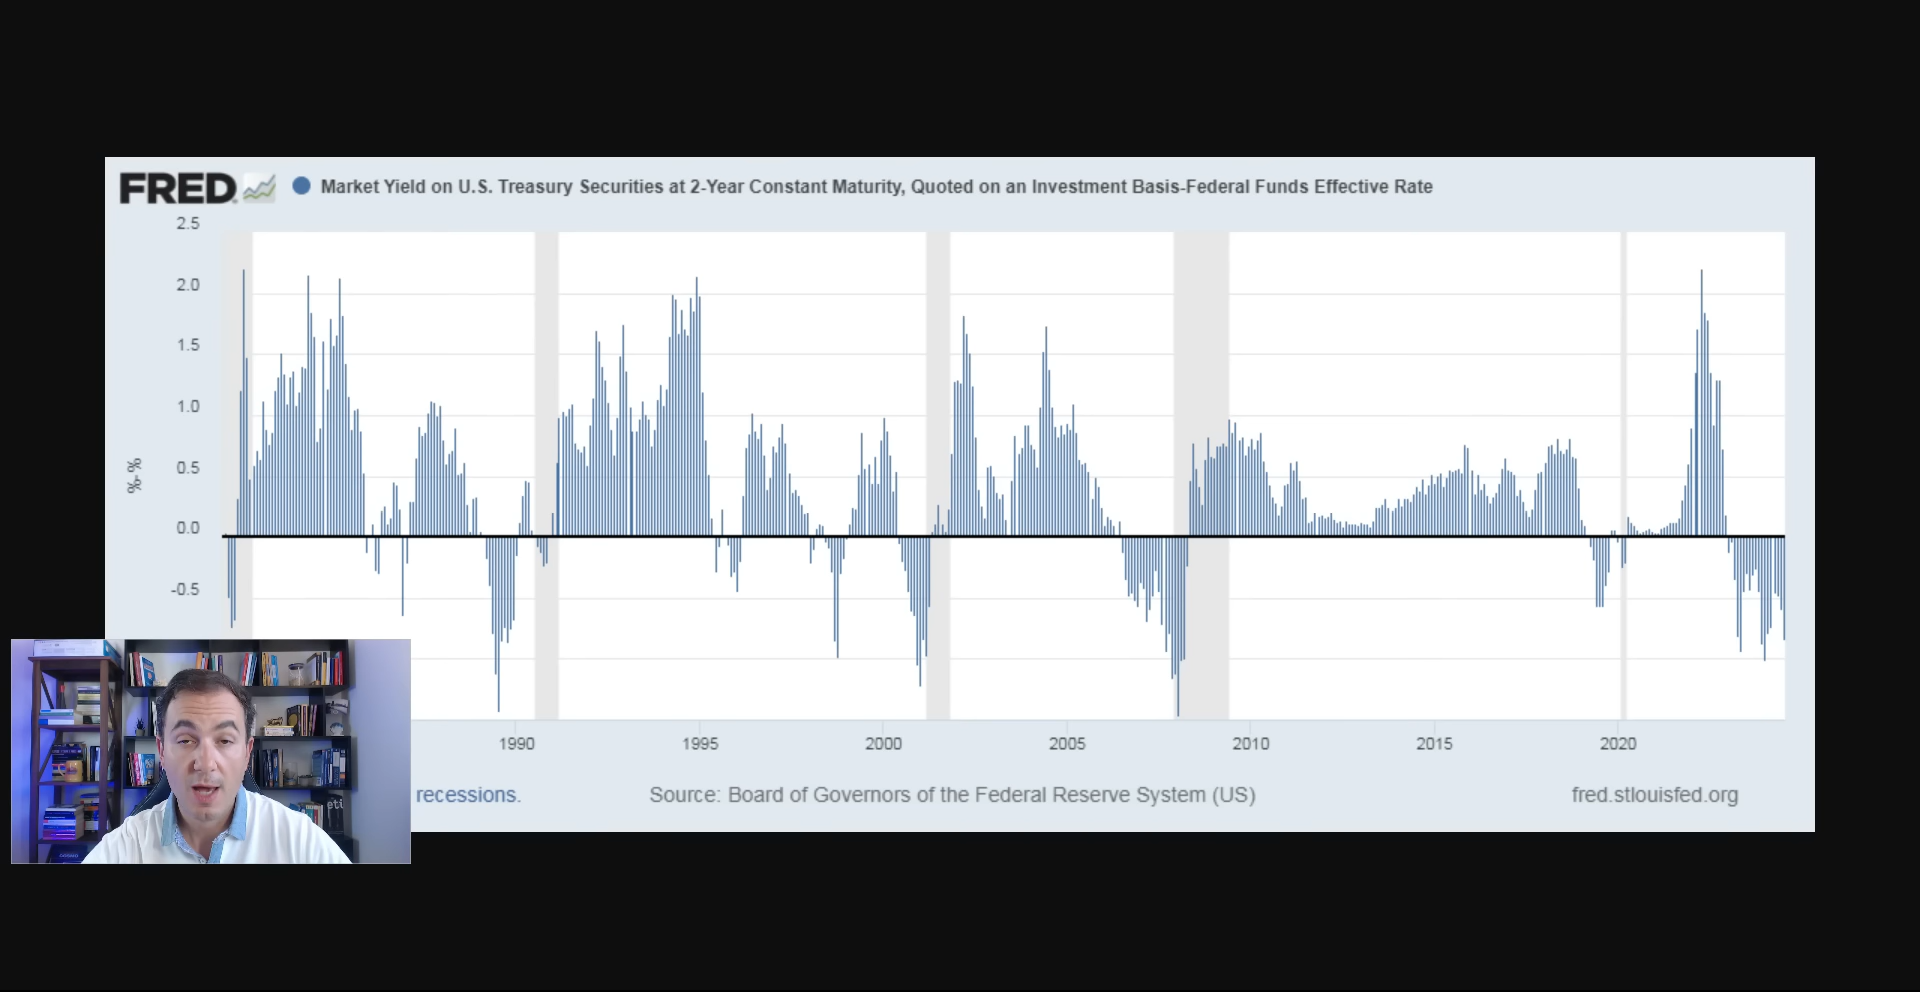 FRED
Market Yield on U.S. Treasury Securities at 2-Year Constant Maturity, Quoted on an Investment Basis-Federal Funds Effective Rate
2.5
2.0
1.5
1.0
0.5
0.0
-0.5
%-%
1990 1995 2000 2005 2010 2015 2020
recessions.
Source: Board of Governors of the Federal Reserve System (US)
fred.stlouisfed.org